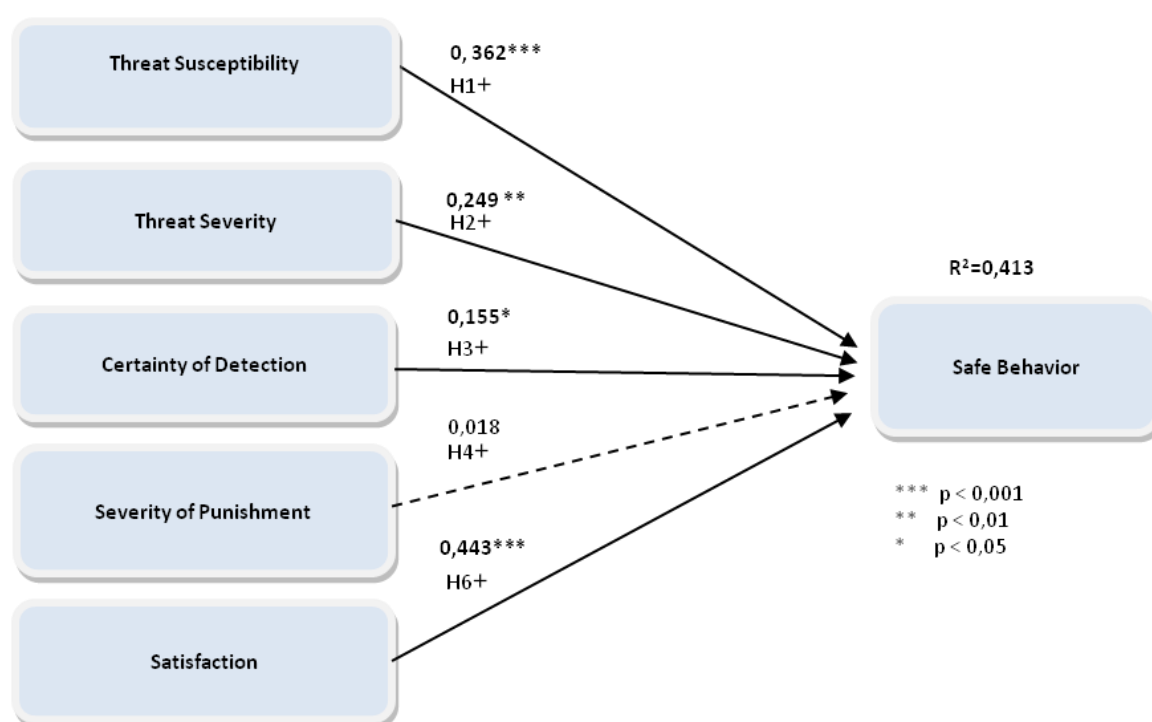 Threat Susceptibility
0, 362***
H1+
Threat Severity
0,249 **
H2+
R²=0,413
Certainty of Detection
0,155*
H3+
Safe Behavior
Severity of Punishment
0,018
H4+
*** p < 0,001
** p < 0,01
* p < 0,05
0,443***
H6+
Satisfaction